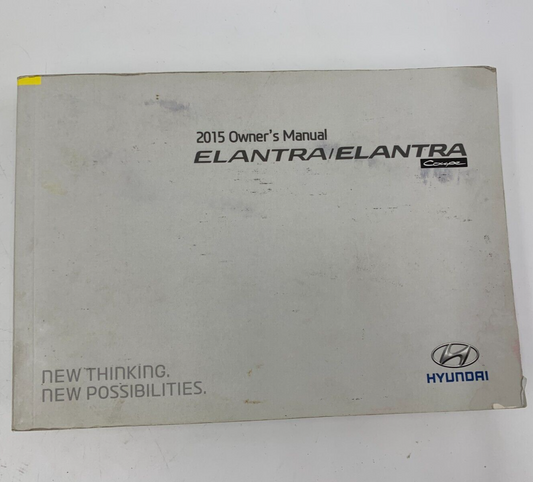 2015 Owner's Manual
ELANTRA/ELANTRA
Coupe
NEW THINKING.
NEW POSSIBILITIES.
HYUNDAI